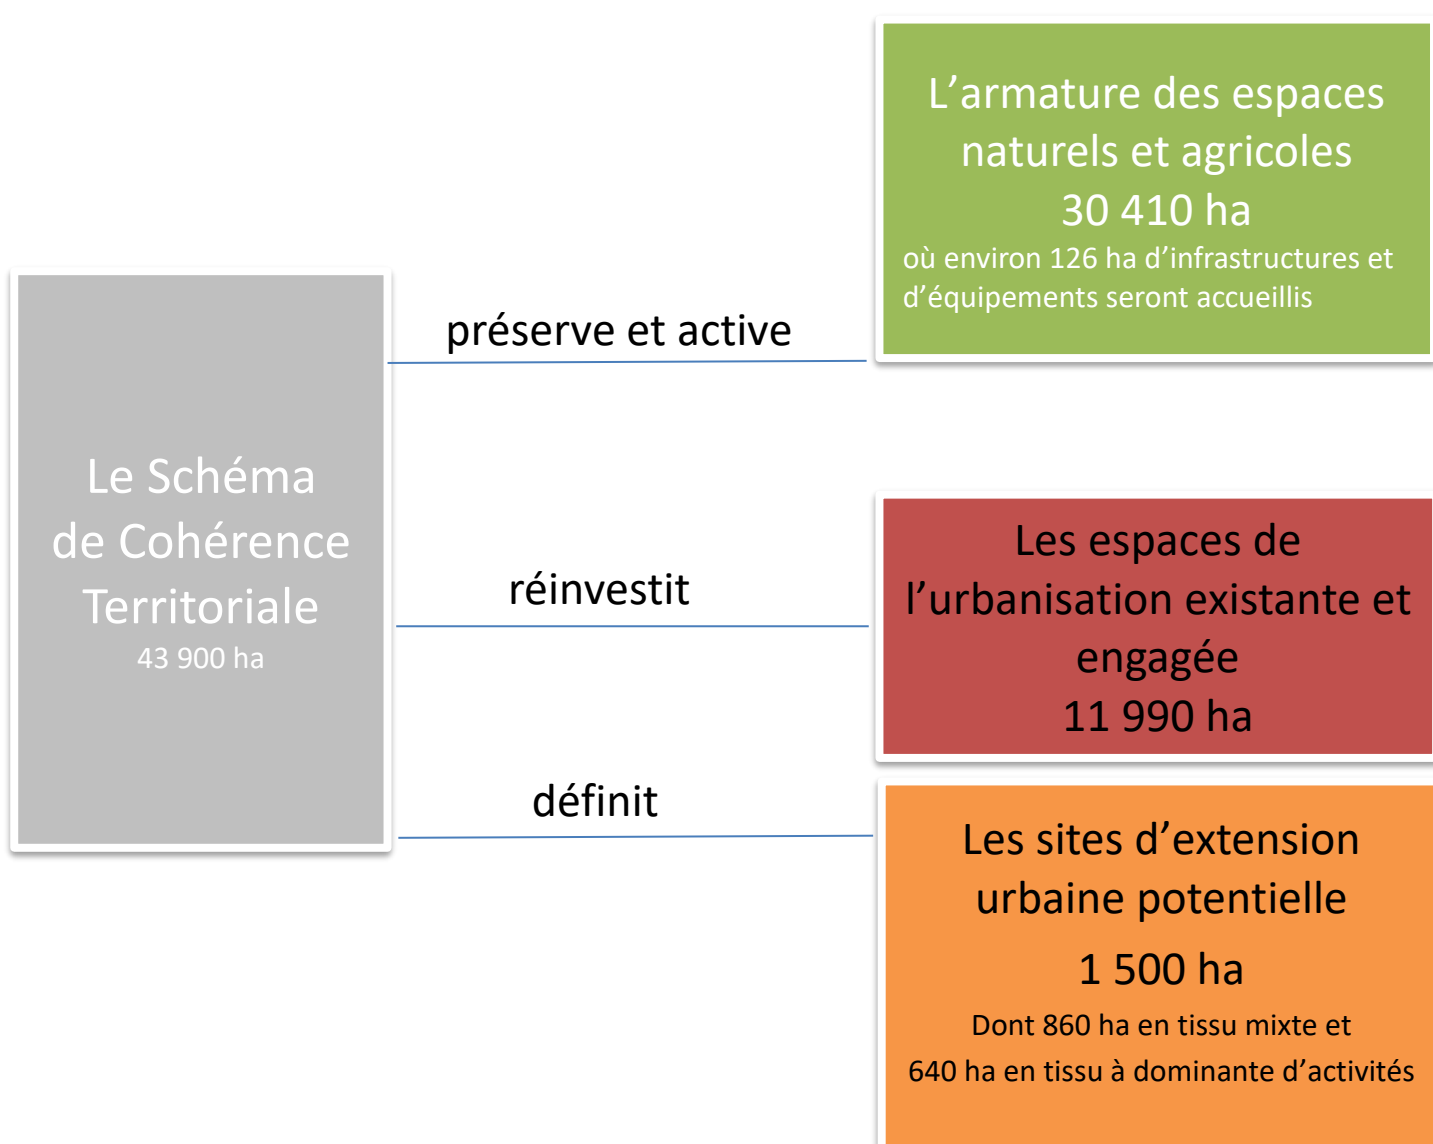 L’armature des espaces
naturels et agricoles
30 410 ha
où environ 126 ha d’infrastructures et
d’équipements seront accueillis
préserve et active
Le Schéma
de Cohérence
Territoriale
43 900 ha
réinvestit
Les espaces de
l’urbanisation existante et
engagée
11 990 ha
définit
Les sites d’extension
urbaine potentielle
1 500 ha
Dont 860 ha en tissu mixte et
640 ha en tissu à dominante d’activités